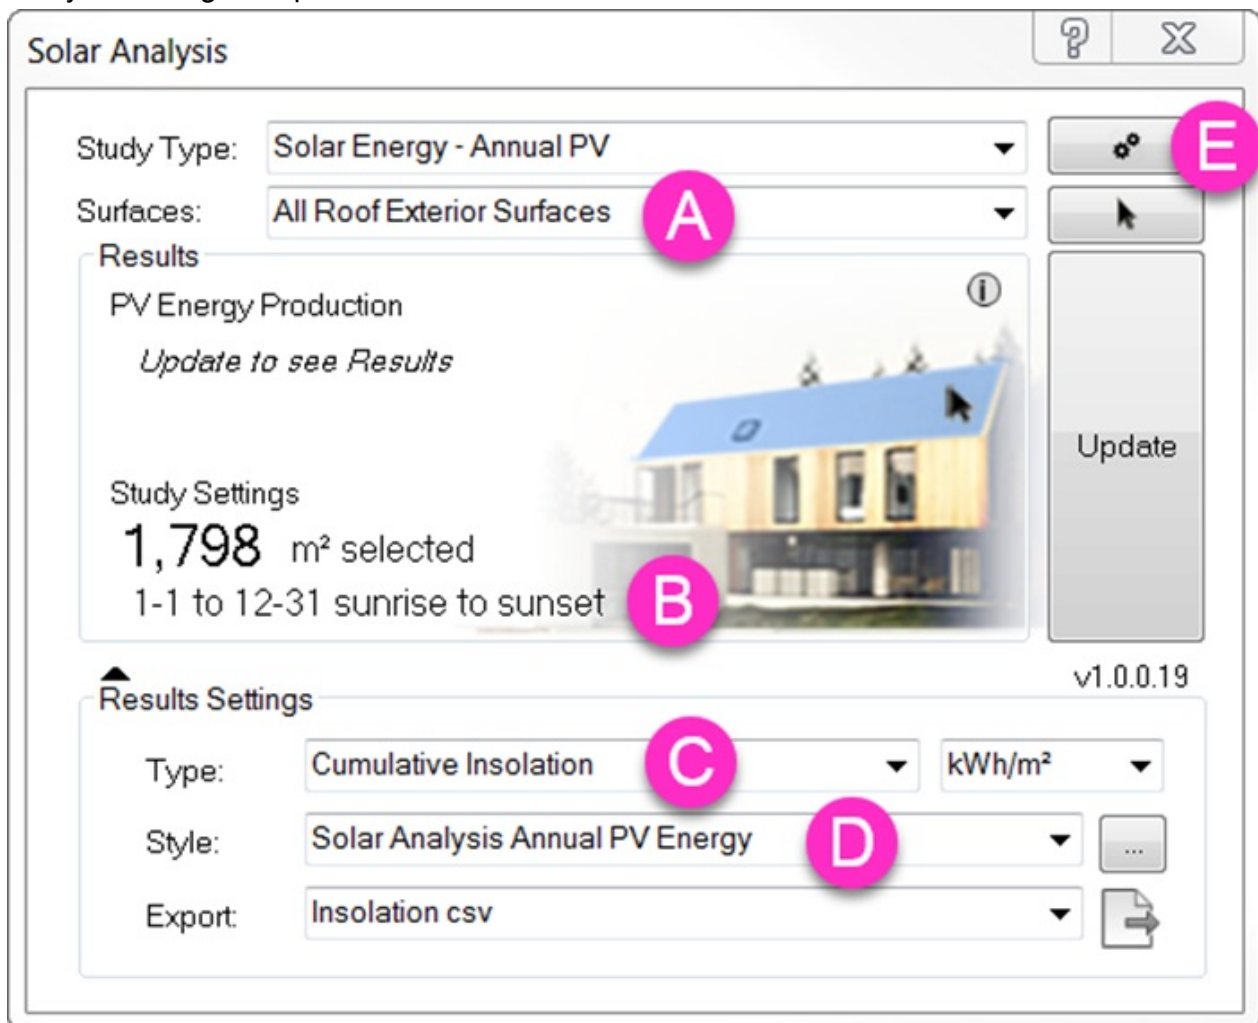 Solar Analysis
Study Type: Solar Energy - Annual PV E
Surfaces: All Roof Exterior Surfaces A
Results
PV Energy Production
Update to see Results
Update
Study Settings
1,798 m² selected
1-1 to 12-31 sunrise to sunset B
v1.0.0.19
Results Settings
Type: Cumulative Insolation C kWh/m²
Style: Solar Analysis Annual PV Energy D ...
Export: Insolation csv